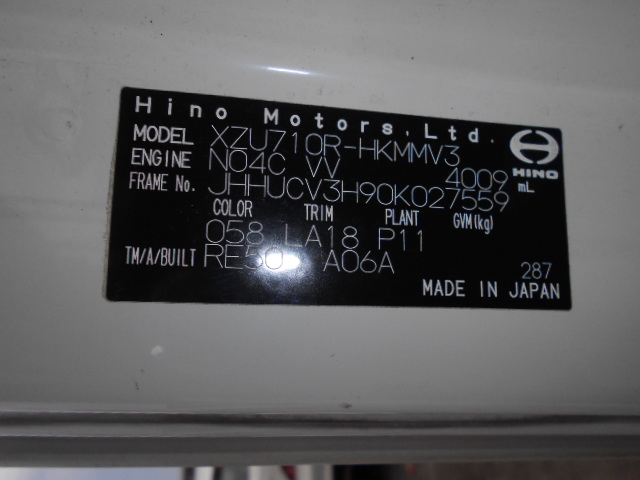 Hino Motors, Ltd.
MODEL XZU710R-HKMMV3
ENGINE N04C VV 4009 mL
HINO
FRAME No. JHHUCV3H90K027559
COLOR TRIM PLANT GVM(kg)
058 LA18 P11
TM/A/BUILT A06A
287
MADE IN JAPAN